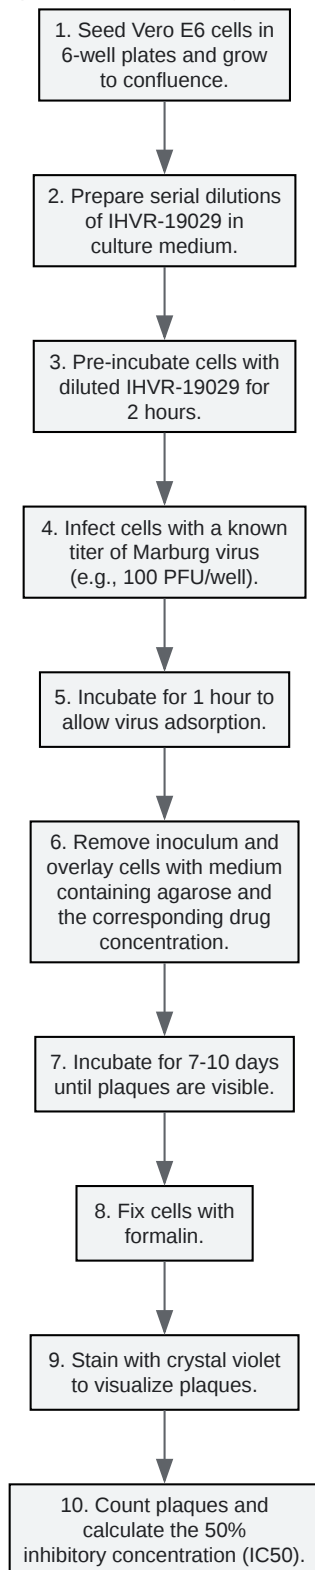 1. Seed Vero E6 cells in
6-well plates and grow
to confluence.
2. Prepare serial dilutions
of IHVR-19029 in
culture medium.
3. Pre-incubate cells with
diluted IHVR-19029 for
2 hours.
4. Infect cells with a known
titer of Marburg virus
(e.g., 100 PFU/well).
5. Incubate for 1 hour to
allow virus adsorption.
6. Remove inoculum and
overlay cells with medium
containing agarose and
the corresponding drug
concentration.
7. Incubate for 7-10 days
until plaques are visible.
8. Fix cells with
formalin.
9. Stain with crystal violet
to visualize plaques.
10. Count plaques and
calculate the 50%
inhibitory concentration (IC50).